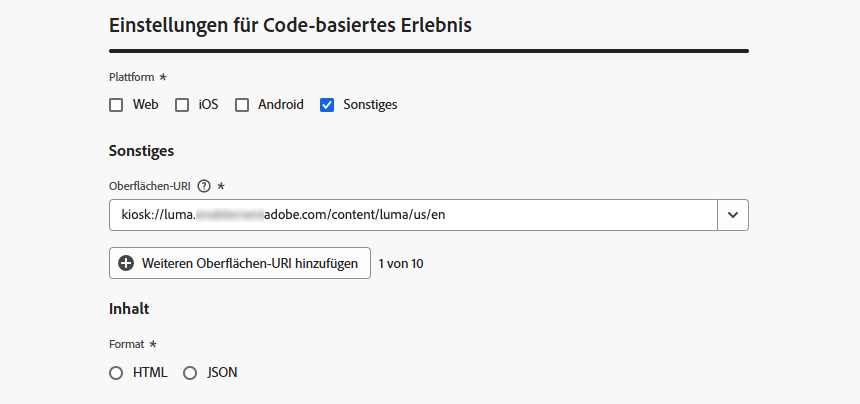 Einstellungen für Code-basiertes Erlebnis
Plattform *
Web iOS Android Sonstiges
Sonstiges
Oberflächen-URI ? *
kiosk://luma. adobe.com/content/luma/us/en
Weiteren Oberflächen-URI hinzufügen 1 von 10
Inhalt
Format *
HTML JSON